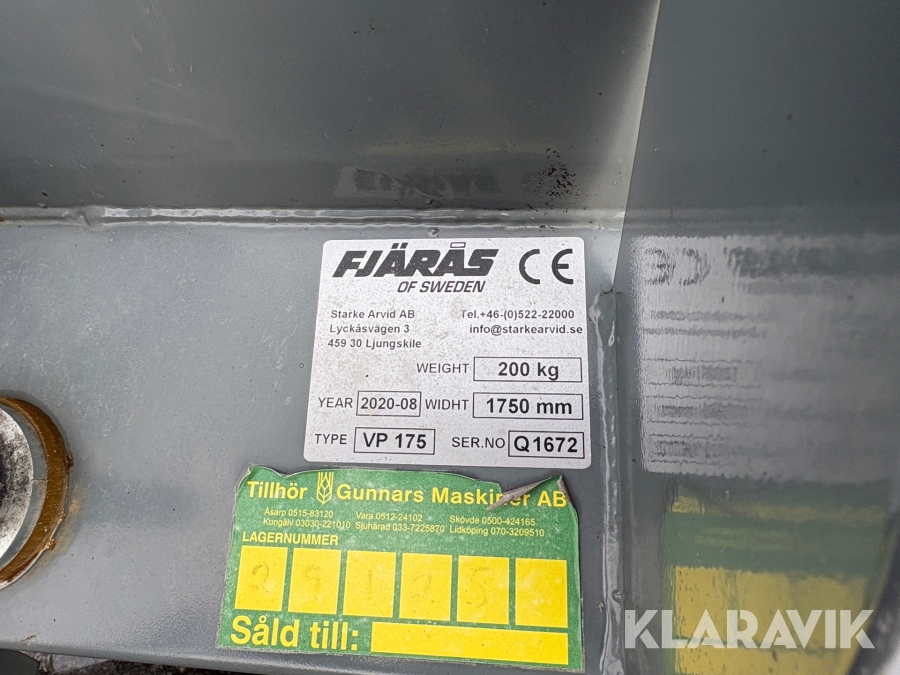 FJÄRÅS CE
OF SWEDEN
Starke Arvid AB Tel.+46-(0)522-22000
Lyckåsvägen 3 info@starkearvid.se
459 30 Ljungskile
WEIGHT 200 kg
YEAR 2020-08 WIDHT 1750 mm
TYPE VP 175 SER.NO Q1672
Tillhör Gunnars Maskiner AB
Åsarp 0515-83120 Vara 0512-24102 Skövde 0500-424165
Kungälv 03030-221010 Sjuhärad 033-7225870 Lidköping 070-3209510
LAGERNUMMER
Såld till:
KLARAVIK